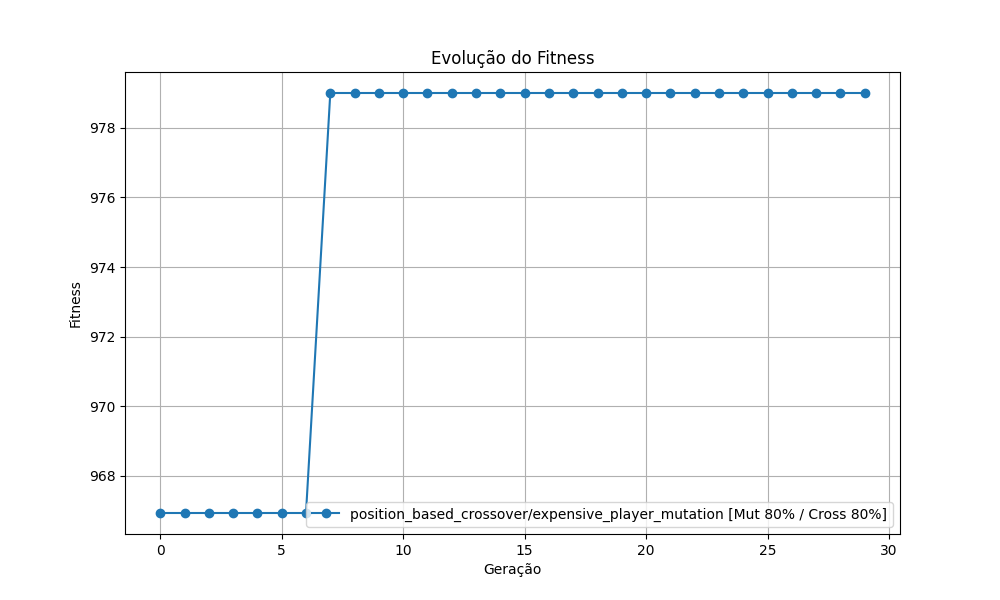 Evolução do Fitness
Fitness
978
976
974
972
970
968
position_based_crossover/expensive_player_mutation [Mut 80% / Cross 80%]
0 5 10 15 20 25 30
Geração